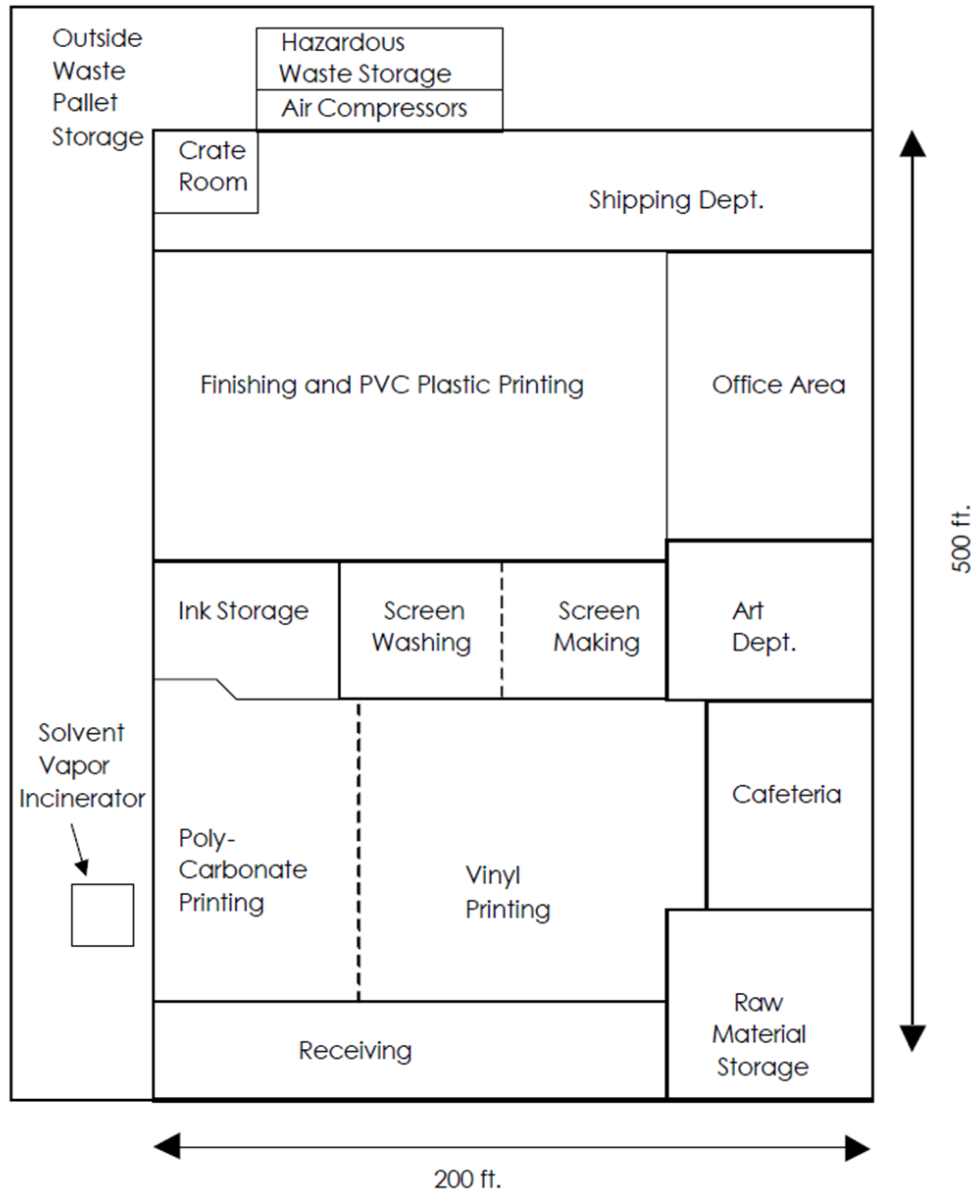 Outside
Waste
Pallet
Storage
Hazardous
Waste Storage
Air Compressors
Crate
Room
Shipping Dept.
Finishing and PVC Plastic Printing
Office Area
500 ft.
Ink Storage
Screen
Washing
Screen
Making
Art
Dept.
Solvent
Vapor
Incinerator
Cafeteria
Poly-
Carbonate
Printing
Vinyl
Printing
Raw
Material
Storage
Receiving
200 ft.